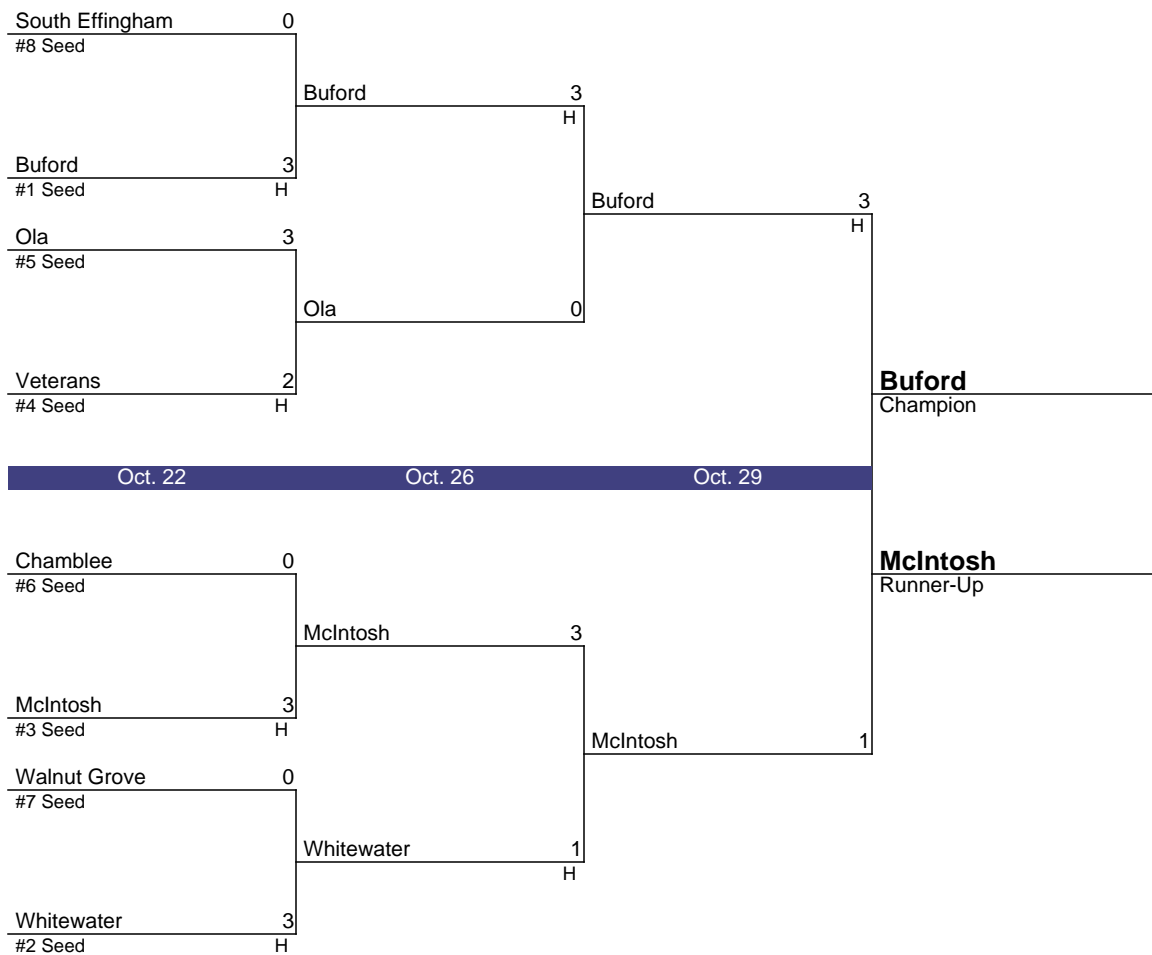 South Effingham 0
#8 Seed
Buford 3
H
Buford 3
#1 Seed H
Buford 3
H
Ola 3
#5 Seed
Ola 0
Veterans 2
#4 Seed H
Buford
Champion
Oct. 22 Oct. 26 Oct. 29
Chamblee 0
#6 Seed
McIntosh
Runner-Up
McIntosh 3
McIntosh 3
#3 Seed H
McIntosh 1
Walnut Grove 0
#7 Seed
Whitewater 1
H
Whitewater 3
#2 Seed H